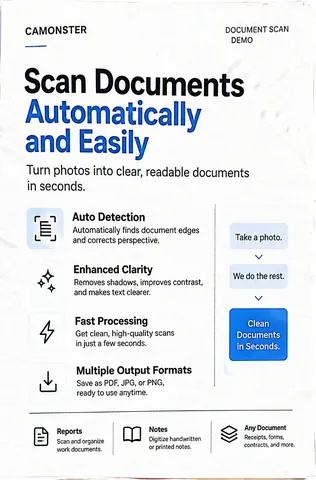 CAMONSTER
DOCUMENT SCAN
DEMO
Scan Documents
Automatically
and Easily
Turn photos into clear, readable documents
in seconds.
Auto Detection
Automatically finds document edges
and corrects perspective.
Enhanced Clarity
Removes shadows, improves contrast,
and makes text clearer.
Fast Processing
Get clean, high-quality scans
in just a few seconds.
Multiple Output Formats
Save as PDF, JPG, or PNG,
ready to use anytime.
Take a photo.
We do the rest.
Clean
Documents
in Seconds.
Reports
Scan and organize
work documents.
Notes
Digitize handwritten
or printed notes.
Any Document
Receipts, forms,
contracts, and more.